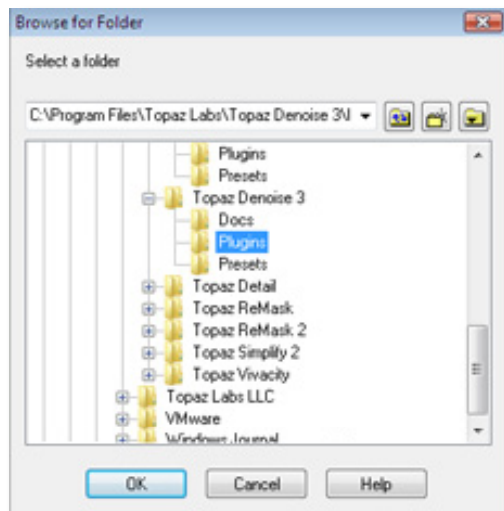 Browse for Folder
Select a folder
C:\Program Files\Topaz Labs\Topaz Denoise 3\
Plugins
Presets
Topaz Denoise 3
Docs
Plugins
Presets
Topaz Detail
Topaz ReMask
Topaz ReMask 2
Topaz Simplify 2
Topaz Vivacity
Topaz Labs LLC
VMware
Windows Journal
OK Cancel Help